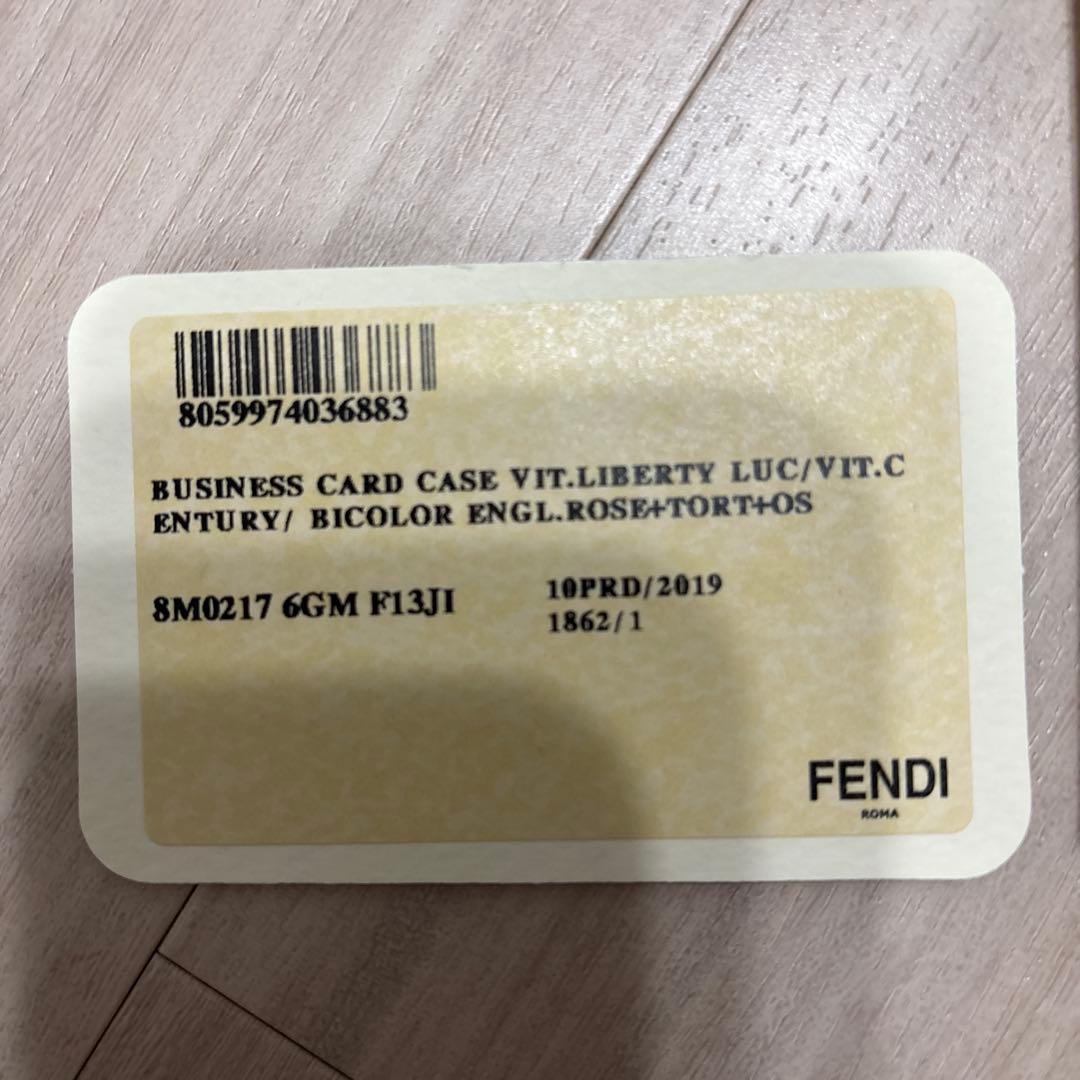 8059974036883
BUSINESS CARD CASE VIT.LIBERTY LUC/VIT.C
ENTURY/ BICOLOR ENGL.ROSE+TORT+OS
8M0217 6GM F13JI
10PRD/2019
1862/1
FENDI
ROMA